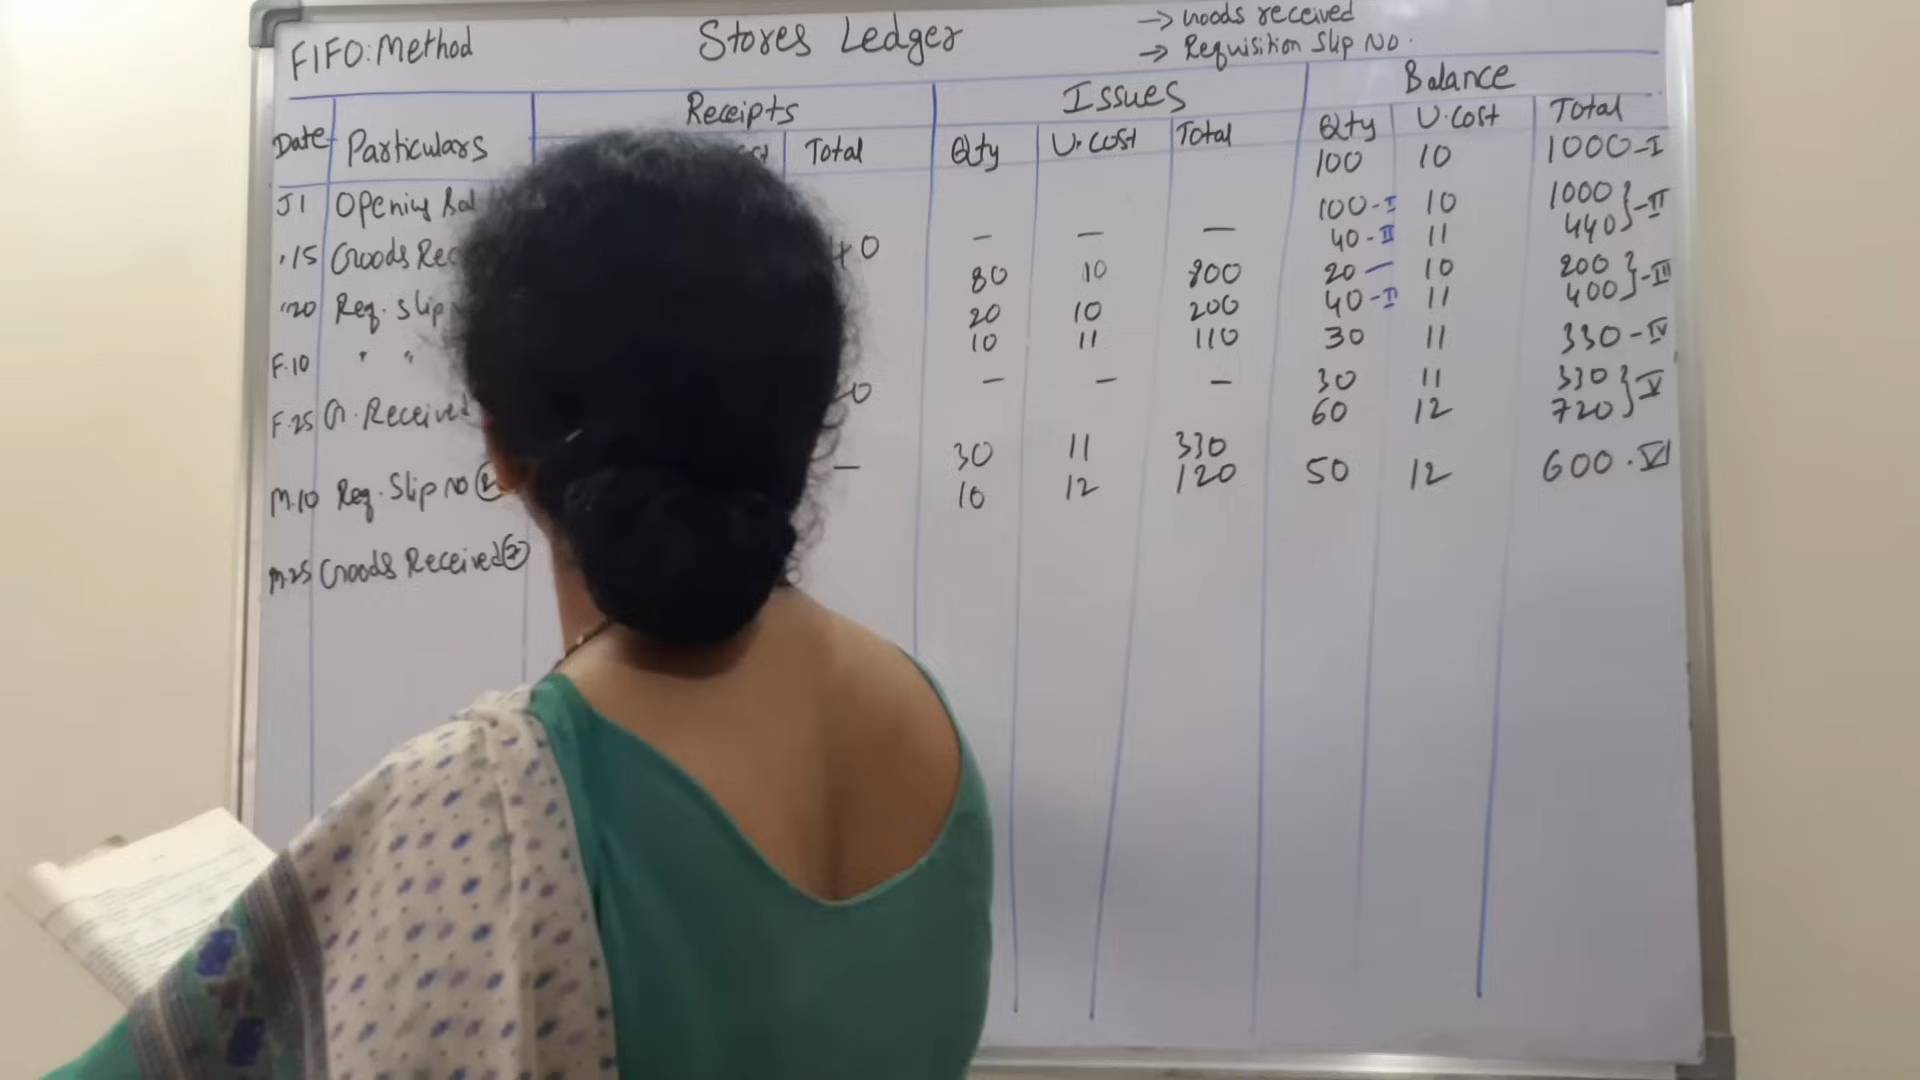 FIFO: Method Stores Ledger → Goods received
→ Requisition Slip No.
Date Particulars Receipts Issues Balance
Total Qty U. Cost Total Qty U. Cost Total
100 10 1000 - I
J1 Opening Bal 100 - I 10 1000 } - II
.15 Goods Rec - - - 40 - II 11 440
.20 Req. Slip 80 10 800 20 - 10 200 } - III
40 - II 11 400
F.10 " " 20 10 200 30 11 330 - IV
10 11 110
F.25 G. Received - - - 30 11 330 } - V
60 12 720
M.10 Req. Slip no 2 - 30 11 330 50 12 600 . VI
10 12 120
M.25 Goods Received